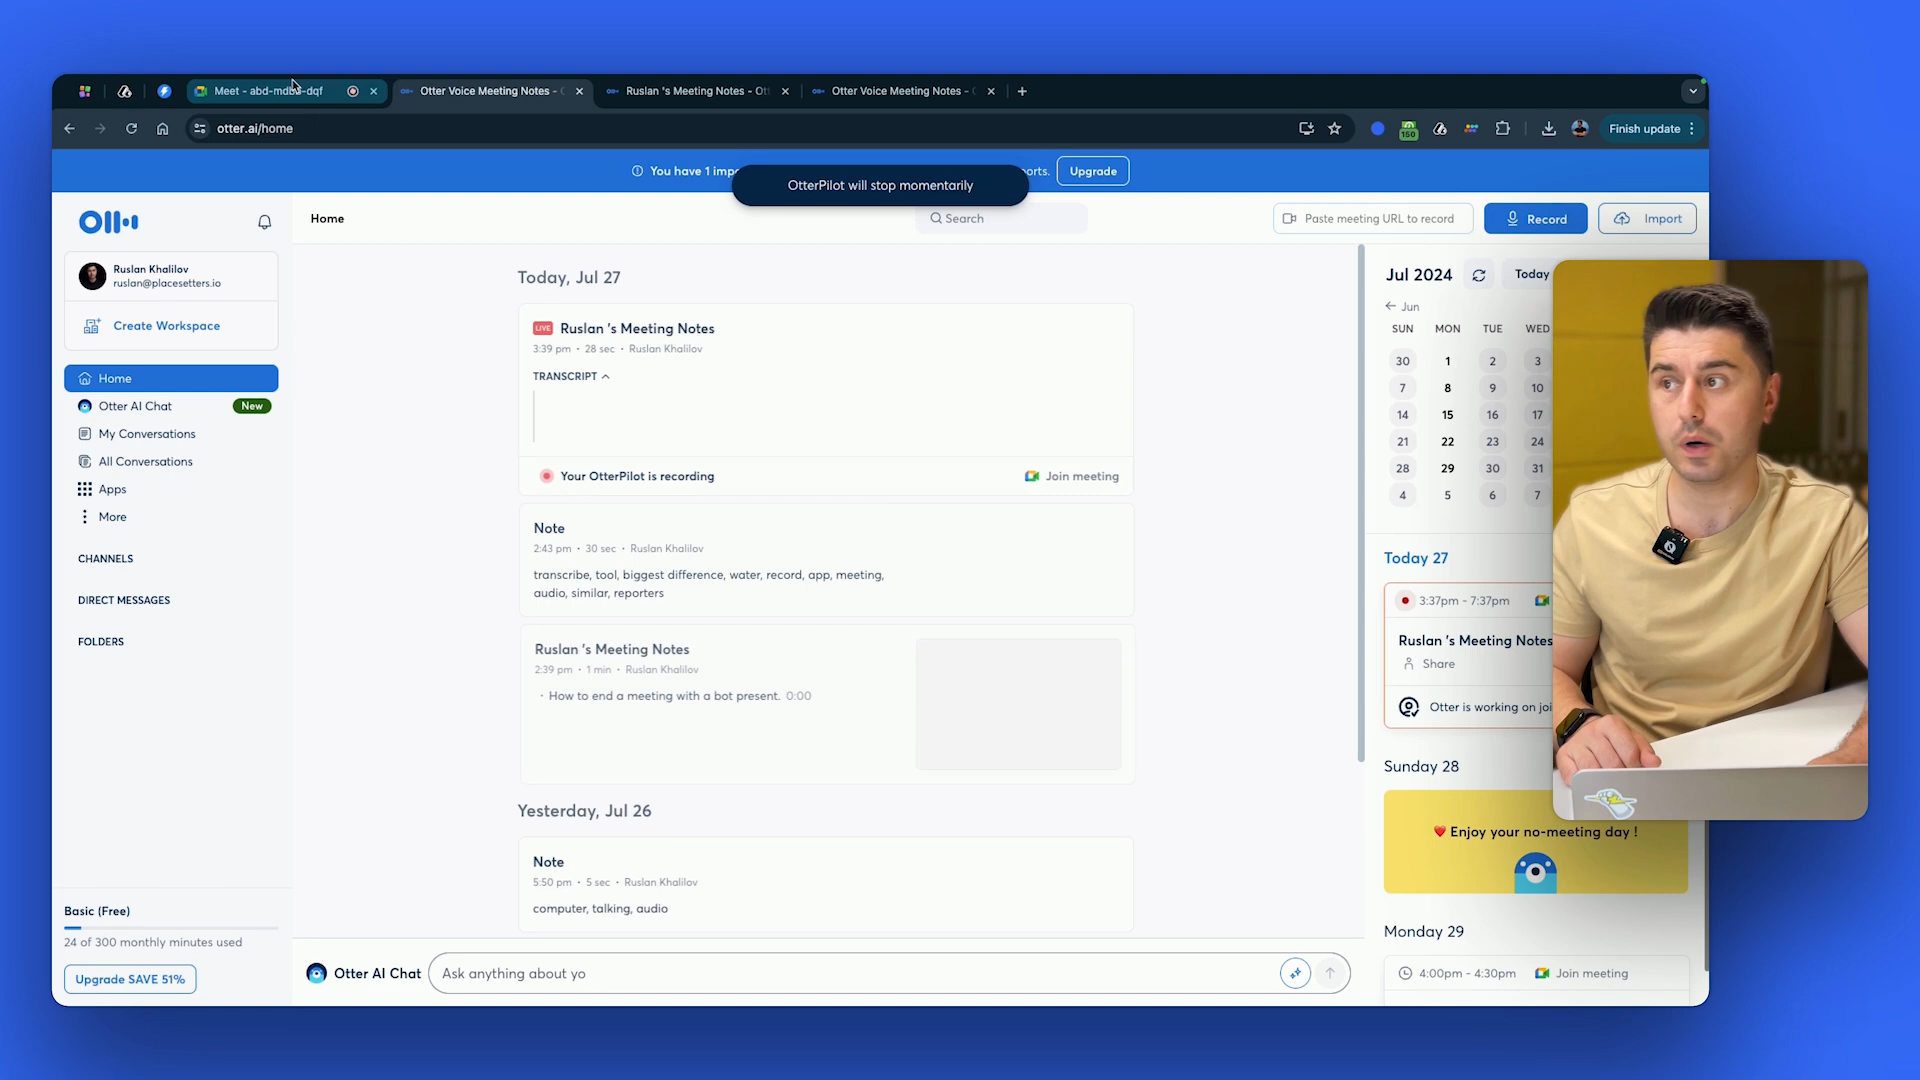 Meet - abd-mdbs-dqf
Otter Voice Meeting Notes -
Ruslan 's Meeting Notes - Ot
Otter Voice Meeting Notes -
otter.ai/home
150
Finish update
You have 1 impo
OtterPilot will stop momentarily
orts.
Upgrade
Home
Search
Paste meeting URL to record
Record
Import
Ruslan Khalilov
ruslan@placesetters.io
Create Workspace
Home
Otter AI Chat
New
My Conversations
All Conversations
Apps
More
CHANNELS
DIRECT MESSAGES
FOLDERS
Basic (Free)
24 of 300 monthly minutes used
Upgrade SAVE 51%
Today, Jul 27
LIVE Ruslan 's Meeting Notes
3:39 pm • 28 sec • Ruslan Khalilov
TRANSCRIPT
Your OtterPilot is recording
Join meeting
Note
2:43 pm • 30 sec • Ruslan Khalilov
transcribe, tool, biggest difference, water, record, app, meeting,
audio, similar, reporters
Ruslan 's Meeting Notes
2:39 pm • 1 min • Ruslan Khalilov
· How to end a meeting with a bot present. 0:00
Yesterday, Jul 26
Note
5:50 pm • 5 sec • Ruslan Khalilov
computer, talking, audio
Otter AI Chat
Ask anything about yo
Jul 2024
Today
Jun
SUN MON TUE WED
30 1 2 3
7 8 9 10
14 15 16 17
21 22 23 24
28 29 30 31
4 5 6 7
Today 27
3:37pm - 7:37pm
Ruslan 's Meeting Notes
Share
Otter is working on joi
Sunday 28
Enjoy your no-meeting day !
Monday 29
4:00pm - 4:30pm
Join meeting